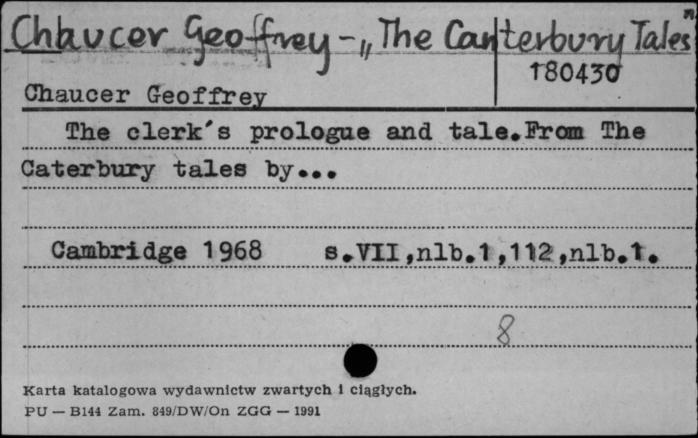 Chaucer Geoffrey - „The Canterbury Tales”
180430
Chaucer Geoffrey
The clerk's prologue and tale.From The
Caterbury tales by...
Cambridge 1968 s.VII,nlb.1,112,nlb.1.
8
Karta katalogowa wydawnictw zwartych i ciągłych.
PU — B144 Zam. 849/DW/On ZGG — 1991